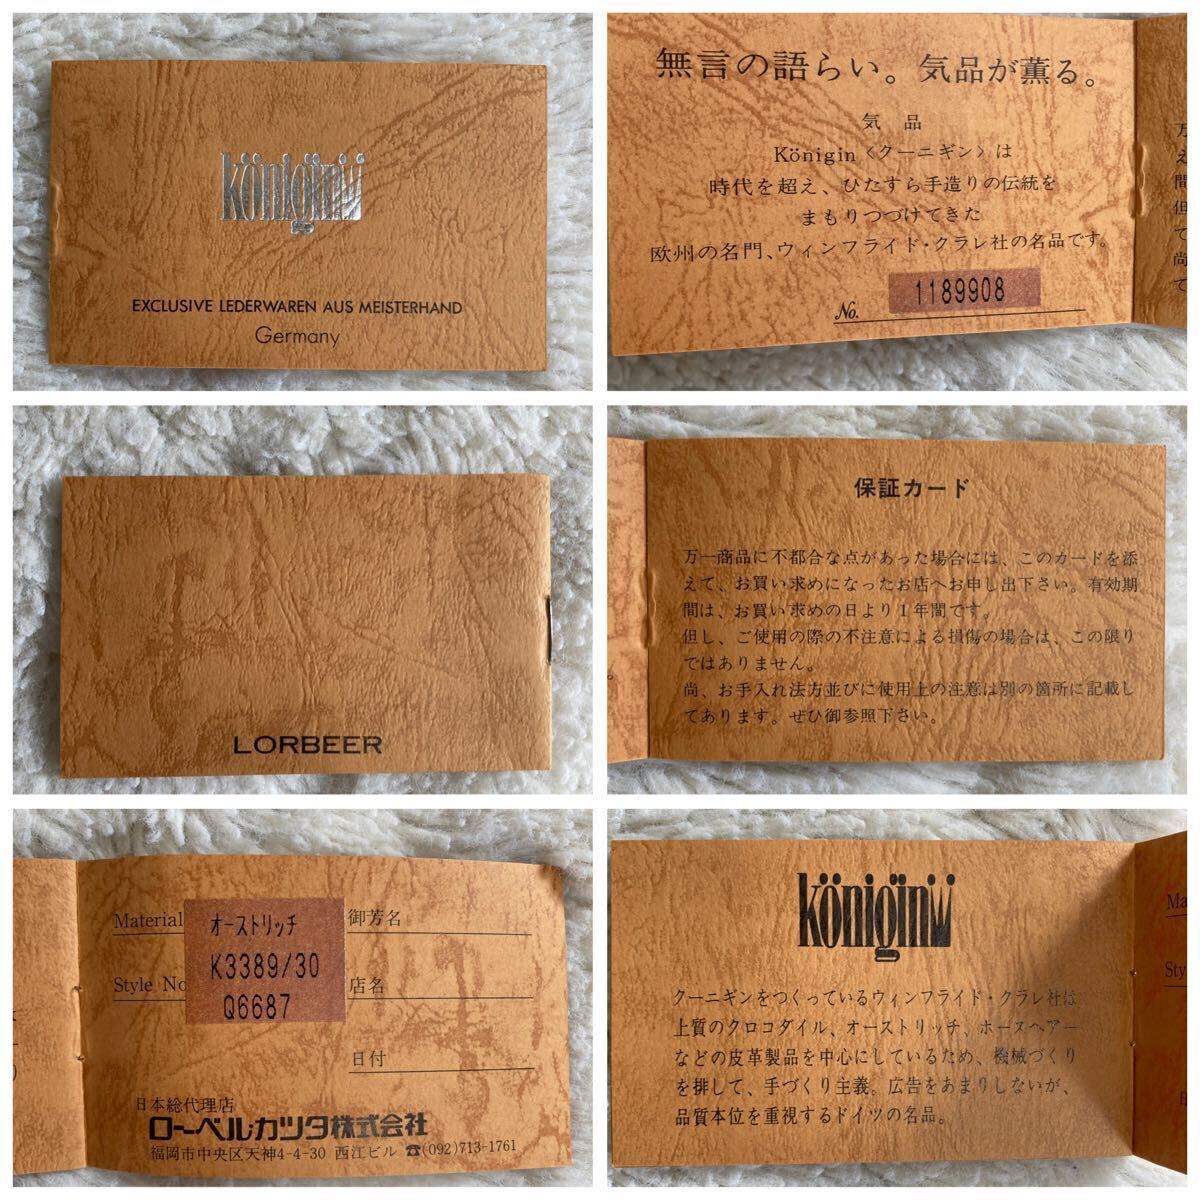 königin
EXCLUSIVE LEDERWAREN AUS MEISTERHAND
Germany
無言の語らい。気品が薫る。
気品
Königin〈クーニギン〉は
時代を超え、ひたすら手造りの伝統を
まもりつづけてきた
欧州の名門、ウィンフライド・クラレ社の名品です。
No. 1189908
万
え
間
但
て
尚
て
LORBEER
保証カード
万一商品に不都合な点があった場合には、このカードを添
えて、お買い求めになったお店へお申し出下さい。有効期
間は、お買い求めの日より1年間です。
但し、ご使用の際の不注意による損傷の場合は、この限り
ではありません。
尚、お手入れ法方並びに使用上の注意は別の箇所に記載し
てあります。ぜひ御参照下さい。
Material オーストリッチ 御芳名
Style No K3389/30 店名
Q6687
日付
日本総代理店
ローベル・カツタ株式会社
福岡市中央区天神4-4-30 西江ビル ☎(092)713-1761
königin
クーニギンをつくっているウィンフライド・クラレ社は
上質のクロコダイル、オーストリッチ、ホースヘアー
などの皮革製品を中心にしているため、機械づくり
を排して、手づくり主義。広告をあまりしないが、
品質本位を重視するドイツの名品。
Ma
Sty